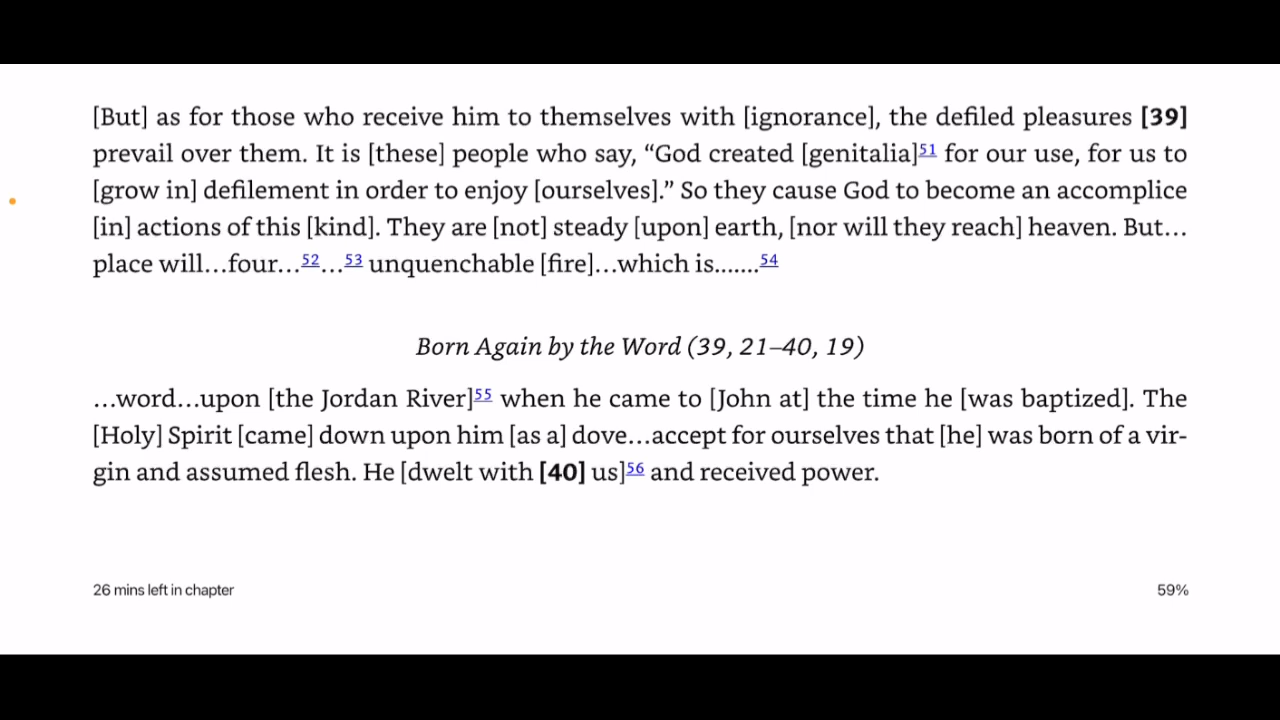 [But] as for those who receive him to themselves with [ignorance], the defiled pleasures [39]
prevail over them. It is [these] people who say, “God created [genitalia]51 for our use, for us to
[grow in] defilement in order to enjoy [ourselves].” So they cause God to become an accomplice
[in] actions of this [kind]. They are [not] steady [upon] earth, [nor will they reach] heaven. But…
place will…four…52…53 unquenchable [fire]…which is.......54
Born Again by the Word (39, 21–40, 19)
…word…upon [the Jordan River]55 when he came to [John at] the time he [was baptized]. The
[Holy] Spirit [came] down upon him [as a] dove…accept for ourselves that [he] was born of a vir-
gin and assumed flesh. He [dwelt with [40] us]56 and received power.
26 mins left in chapter
59%